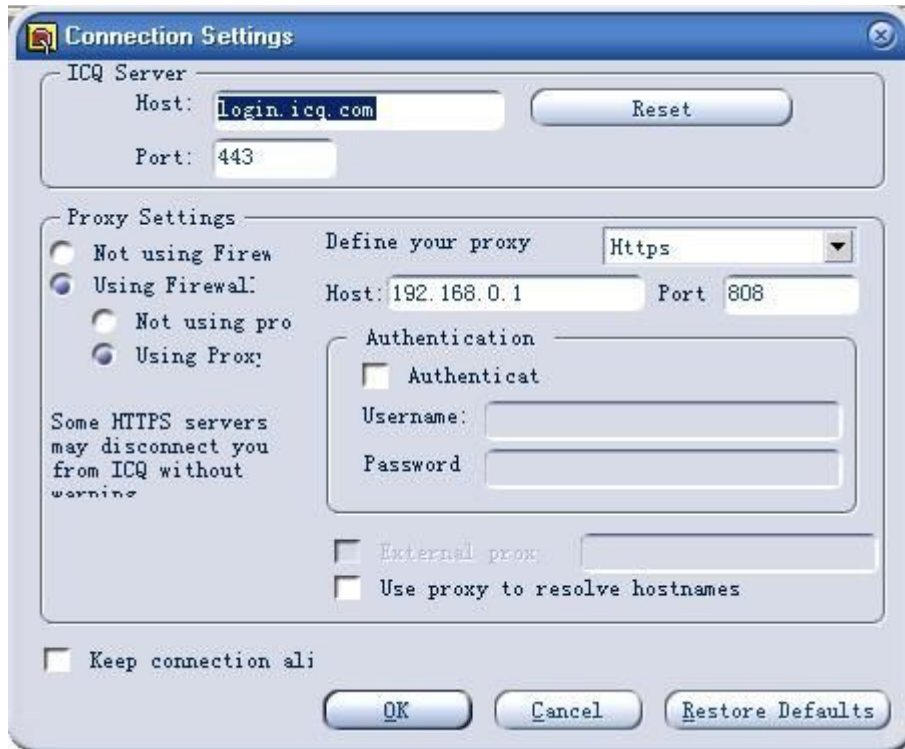 Connection Settings
ICQ Server
Host: login.icq.com Reset
Port: 443
Proxy Settings
Not using Firew
Define your proxy Https
Using Firewall
Host: 192.168.0.1 Port 808
Not using pro
Using Proxy
Authentication
Authenticat
Username:
Password
Some HTTPS servers
may disconnect you
from ICQ without
warning
External prox
Use proxy to resolve hostnames
Keep connection ali
OK Cancel Restore Defaults